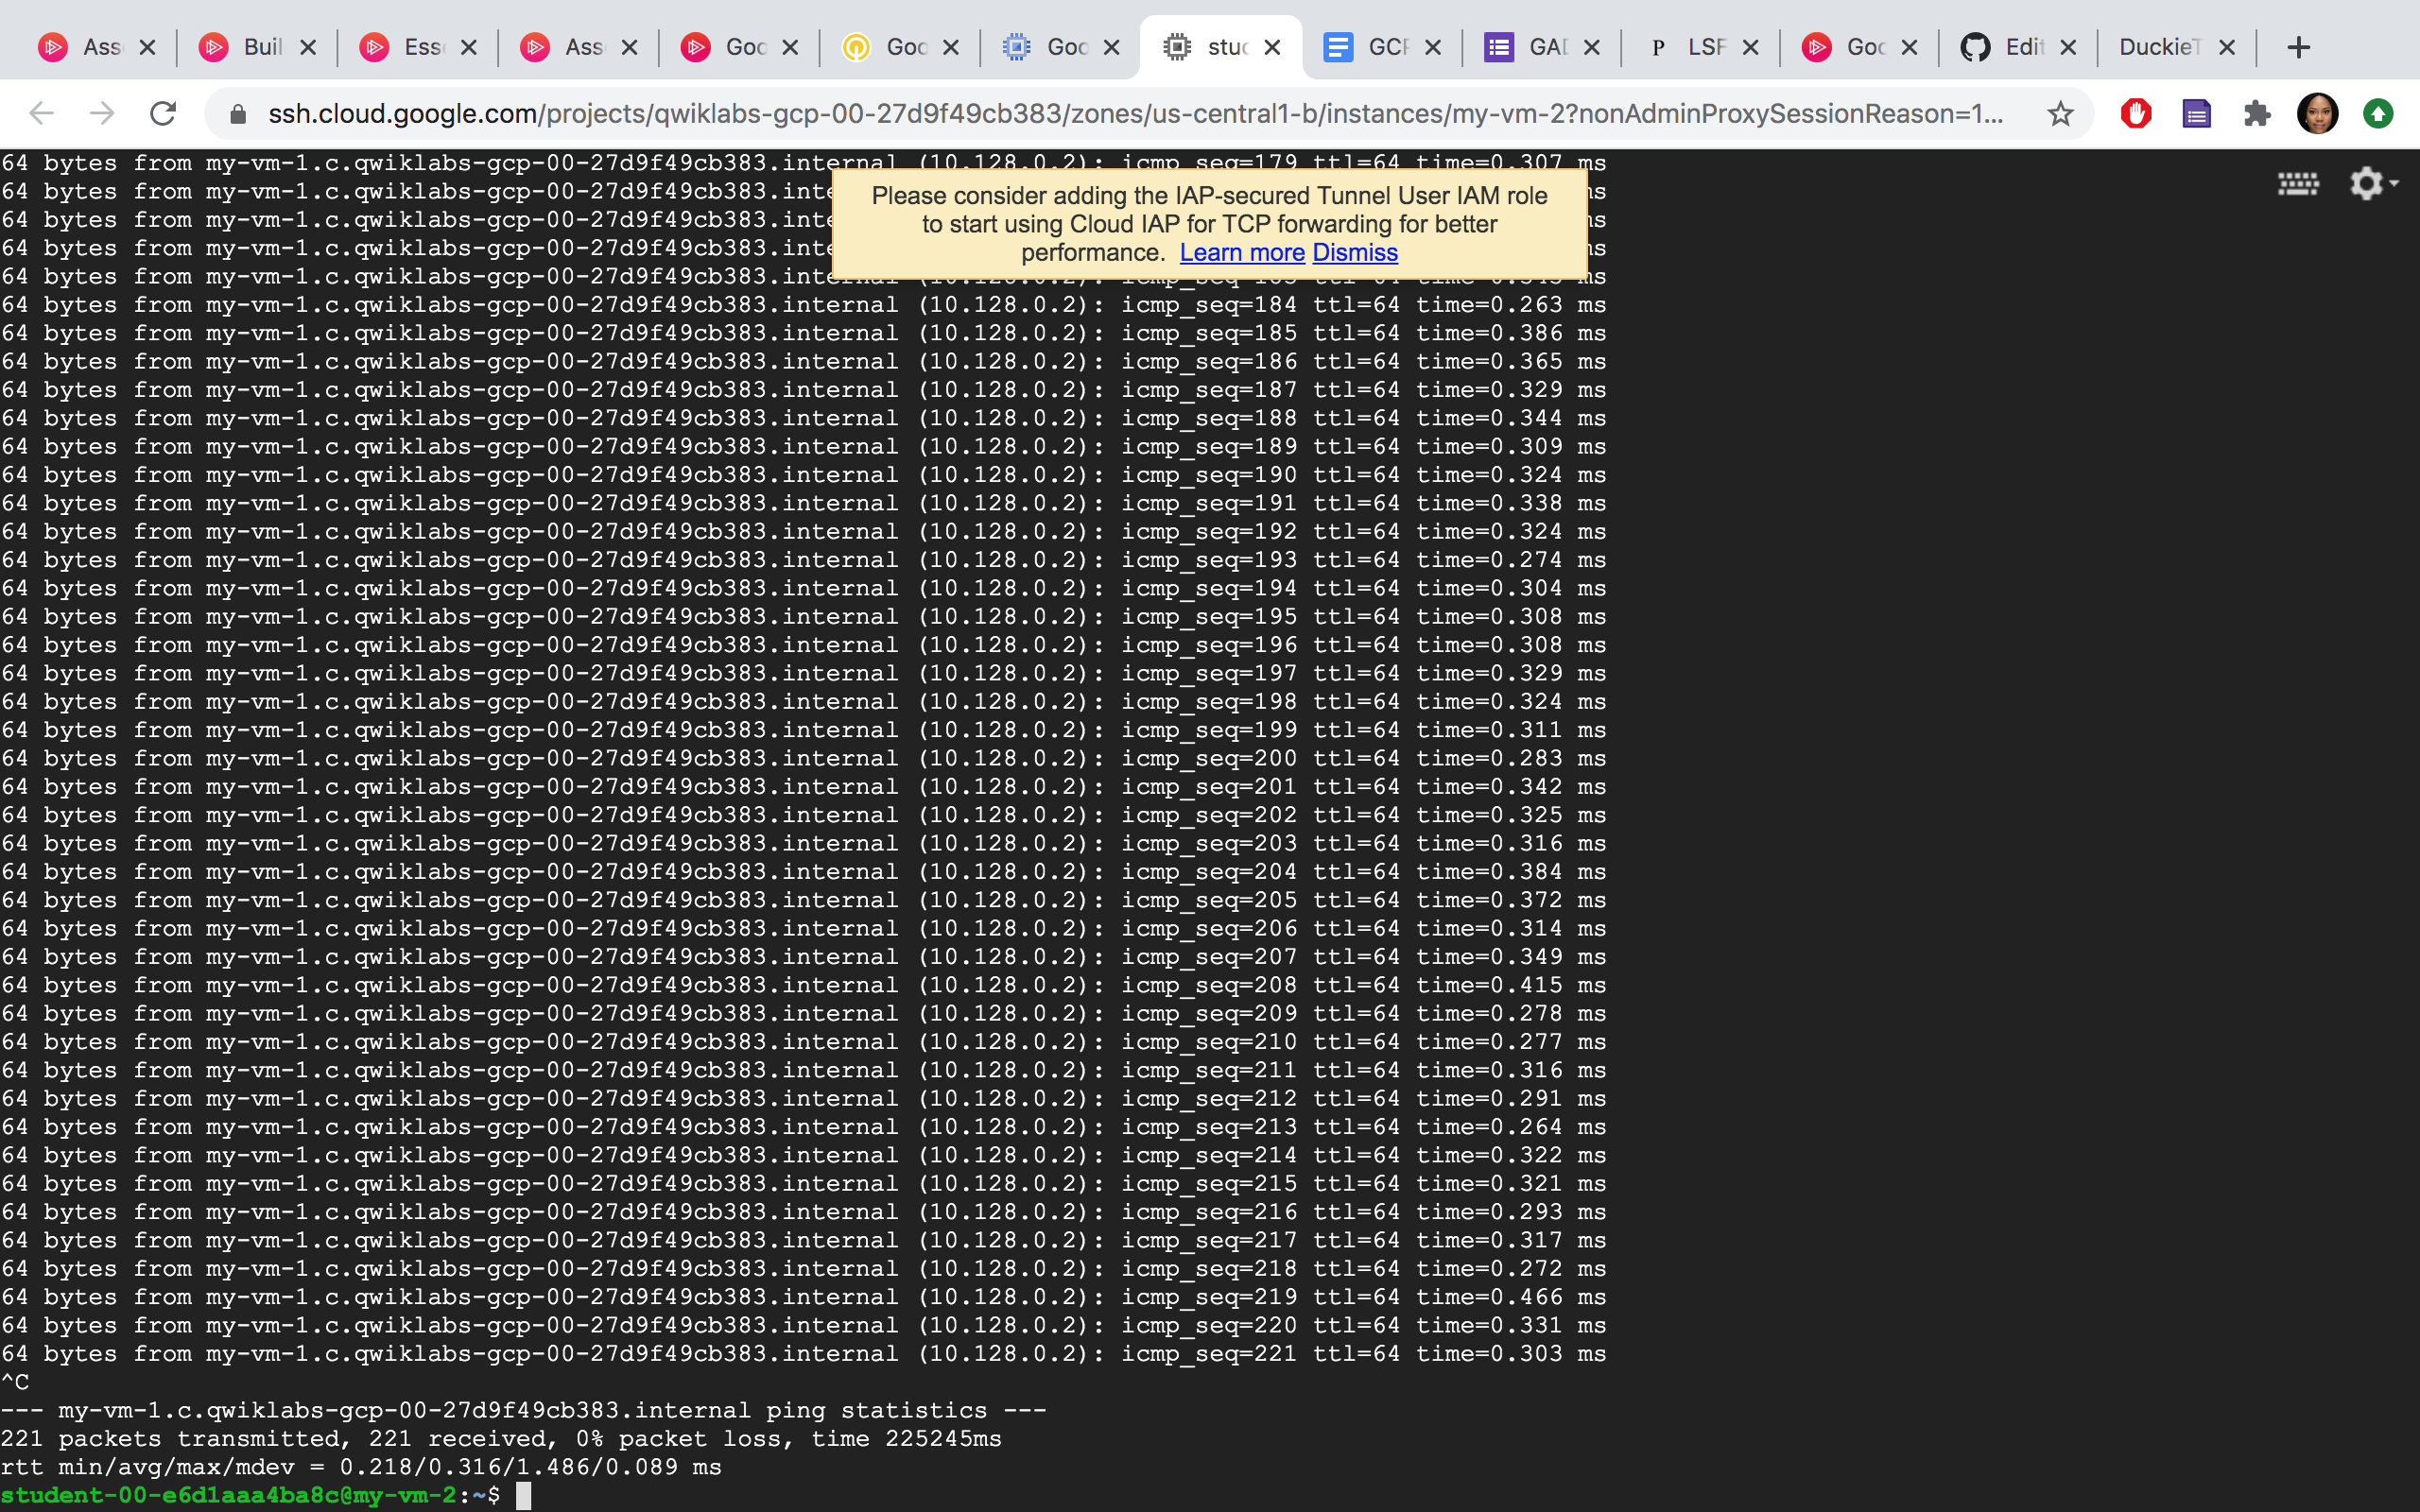 Ass Buil Ess Ass Goo Goo Goo stud GCP GAD P LSF Goo Edit DuckieT
ssh.cloud.google.com/projects/qwiklabs-gcp-00-27d9f49cb383/zones/us-central1-b/instances/my-vm-2?nonAdminProxySessionReason=1...
64 bytes from my-vm-1.c.qwiklabs-gcp-00-27d9f49cb383.internal (10.128.0.2): icmp_seq=179 ttl=64 time=0.307 ms
64 bytes from my-vm-1.c.qwiklabs-gcp-00-27d9f49cb383.inte ms
64 bytes from my-vm-1.c.qwiklabs-gcp-00-27d9f49cb383.inte
64 bytes from my-vm-1.c.qwiklabs-gcp-00-27d9f49cb383.inte ms
64 bytes from my-vm-1.c.qwiklabs-gcp-00-27d9f49cb383.inte ms
Please consider adding the IAP-secured Tunnel User IAM role
to start using Cloud IAP for TCP forwarding for better
performance. Learn more Dismiss
64 bytes from my-vm-1.c.qwiklabs-gcp-00-27d9f49cb383.internal (10.128.0.2): icmp_seq=184 ttl=64 time=0.263 ms
64 bytes from my-vm-1.c.qwiklabs-gcp-00-27d9f49cb383.internal (10.128.0.2): icmp_seq=185 ttl=64 time=0.386 ms
64 bytes from my-vm-1.c.qwiklabs-gcp-00-27d9f49cb383.internal (10.128.0.2): icmp_seq=186 ttl=64 time=0.365 ms
64 bytes from my-vm-1.c.qwiklabs-gcp-00-27d9f49cb383.internal (10.128.0.2): icmp_seq=187 ttl=64 time=0.329 ms
64 bytes from my-vm-1.c.qwiklabs-gcp-00-27d9f49cb383.internal (10.128.0.2): icmp_seq=188 ttl=64 time=0.344 ms
64 bytes from my-vm-1.c.qwiklabs-gcp-00-27d9f49cb383.internal (10.128.0.2): icmp_seq=189 ttl=64 time=0.309 ms
64 bytes from my-vm-1.c.qwiklabs-gcp-00-27d9f49cb383.internal (10.128.0.2): icmp_seq=190 ttl=64 time=0.324 ms
64 bytes from my-vm-1.c.qwiklabs-gcp-00-27d9f49cb383.internal (10.128.0.2): icmp_seq=191 ttl=64 time=0.338 ms
64 bytes from my-vm-1.c.qwiklabs-gcp-00-27d9f49cb383.internal (10.128.0.2): icmp_seq=192 ttl=64 time=0.324 ms
64 bytes from my-vm-1.c.qwiklabs-gcp-00-27d9f49cb383.internal (10.128.0.2): icmp_seq=193 ttl=64 time=0.274 ms
64 bytes from my-vm-1.c.qwiklabs-gcp-00-27d9f49cb383.internal (10.128.0.2): icmp_seq=194 ttl=64 time=0.304 ms
64 bytes from my-vm-1.c.qwiklabs-gcp-00-27d9f49cb383.internal (10.128.0.2): icmp_seq=195 ttl=64 time=0.308 ms
64 bytes from my-vm-1.c.qwiklabs-gcp-00-27d9f49cb383.internal (10.128.0.2): icmp_seq=196 ttl=64 time=0.308 ms
64 bytes from my-vm-1.c.qwiklabs-gcp-00-27d9f49cb383.internal (10.128.0.2): icmp_seq=197 ttl=64 time=0.329 ms
64 bytes from my-vm-1.c.qwiklabs-gcp-00-27d9f49cb383.internal (10.128.0.2): icmp_seq=198 ttl=64 time=0.324 ms
64 bytes from my-vm-1.c.qwiklabs-gcp-00-27d9f49cb383.internal (10.128.0.2): icmp_seq=199 ttl=64 time=0.311 ms
64 bytes from my-vm-1.c.qwiklabs-gcp-00-27d9f49cb383.internal (10.128.0.2): icmp_seq=200 ttl=64 time=0.283 ms
64 bytes from my-vm-1.c.qwiklabs-gcp-00-27d9f49cb383.internal (10.128.0.2): icmp_seq=201 ttl=64 time=0.342 ms
64 bytes from my-vm-1.c.qwiklabs-gcp-00-27d9f49cb383.internal (10.128.0.2): icmp_seq=202 ttl=64 time=0.325 ms
64 bytes from my-vm-1.c.qwiklabs-gcp-00-27d9f49cb383.internal (10.128.0.2): icmp_seq=203 ttl=64 time=0.316 ms
64 bytes from my-vm-1.c.qwiklabs-gcp-00-27d9f49cb383.internal (10.128.0.2): icmp_seq=204 ttl=64 time=0.384 ms
64 bytes from my-vm-1.c.qwiklabs-gcp-00-27d9f49cb383.internal (10.128.0.2): icmp_seq=205 ttl=64 time=0.372 ms
64 bytes from my-vm-1.c.qwiklabs-gcp-00-27d9f49cb383.internal (10.128.0.2): icmp_seq=206 ttl=64 time=0.314 ms
64 bytes from my-vm-1.c.qwiklabs-gcp-00-27d9f49cb383.internal (10.128.0.2): icmp_seq=207 ttl=64 time=0.349 ms
64 bytes from my-vm-1.c.qwiklabs-gcp-00-27d9f49cb383.internal (10.128.0.2): icmp_seq=208 ttl=64 time=0.415 ms
64 bytes from my-vm-1.c.qwiklabs-gcp-00-27d9f49cb383.internal (10.128.0.2): icmp_seq=209 ttl=64 time=0.278 ms
64 bytes from my-vm-1.c.qwiklabs-gcp-00-27d9f49cb383.internal (10.128.0.2): icmp_seq=210 ttl=64 time=0.277 ms
64 bytes from my-vm-1.c.qwiklabs-gcp-00-27d9f49cb383.internal (10.128.0.2): icmp_seq=211 ttl=64 time=0.316 ms
64 bytes from my-vm-1.c.qwiklabs-gcp-00-27d9f49cb383.internal (10.128.0.2): icmp_seq=212 ttl=64 time=0.291 ms
64 bytes from my-vm-1.c.qwiklabs-gcp-00-27d9f49cb383.internal (10.128.0.2): icmp_seq=213 ttl=64 time=0.264 ms
64 bytes from my-vm-1.c.qwiklabs-gcp-00-27d9f49cb383.internal (10.128.0.2): icmp_seq=214 ttl=64 time=0.322 ms
64 bytes from my-vm-1.c.qwiklabs-gcp-00-27d9f49cb383.internal (10.128.0.2): icmp_seq=215 ttl=64 time=0.321 ms
64 bytes from my-vm-1.c.qwiklabs-gcp-00-27d9f49cb383.internal (10.128.0.2): icmp_seq=216 ttl=64 time=0.293 ms
64 bytes from my-vm-1.c.qwiklabs-gcp-00-27d9f49cb383.internal (10.128.0.2): icmp_seq=217 ttl=64 time=0.317 ms
64 bytes from my-vm-1.c.qwiklabs-gcp-00-27d9f49cb383.internal (10.128.0.2): icmp_seq=218 ttl=64 time=0.272 ms
64 bytes from my-vm-1.c.qwiklabs-gcp-00-27d9f49cb383.internal (10.128.0.2): icmp_seq=219 ttl=64 time=0.466 ms
64 bytes from my-vm-1.c.qwiklabs-gcp-00-27d9f49cb383.internal (10.128.0.2): icmp_seq=220 ttl=64 time=0.331 ms
64 bytes from my-vm-1.c.qwiklabs-gcp-00-27d9f49cb383.internal (10.128.0.2): icmp_seq=221 ttl=64 time=0.303 ms
^C
--- my-vm-1.c.qwiklabs-gcp-00-27d9f49cb383.internal ping statistics ---
221 packets transmitted, 221 received, 0% packet loss, time 225245ms
rtt min/avg/max/mdev = 0.218/0.316/1.486/0.089 ms
student-00-e6d1aaa4ba8c@my-vm-2:~$